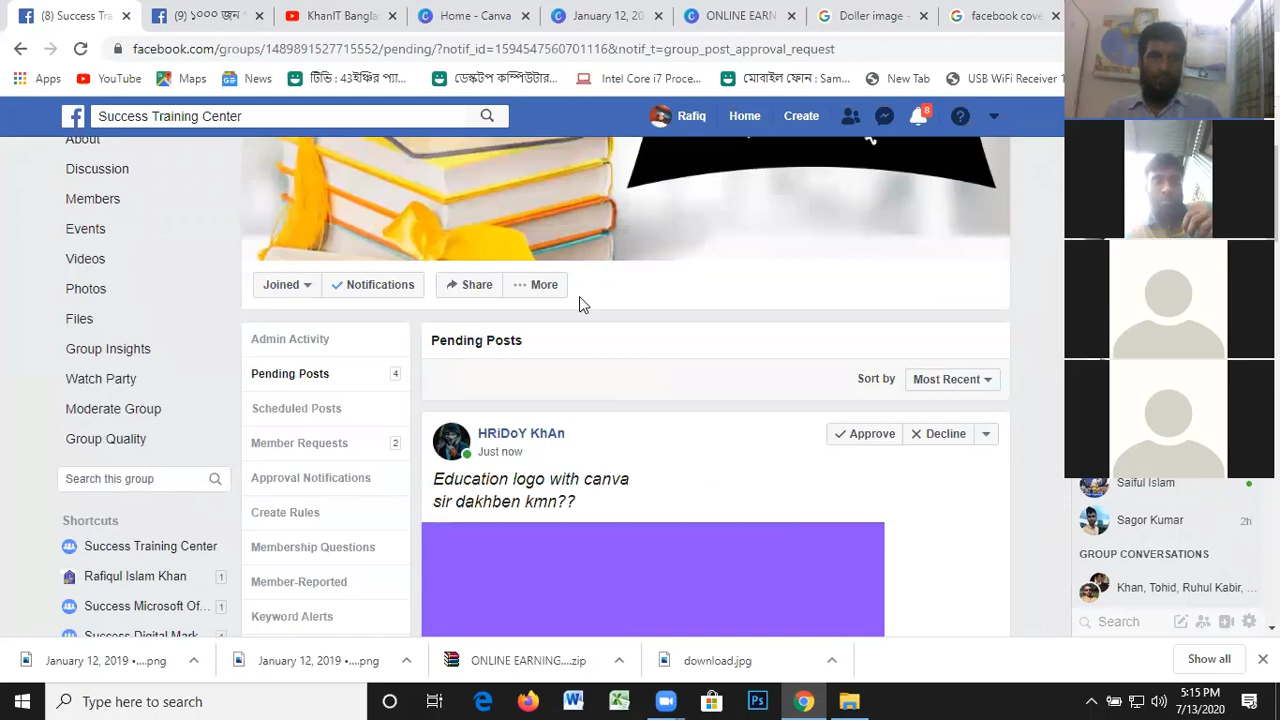 (8) Success Tra
(9) ১০০০ জন
KhanIT Bangla
Home - Canva
January 12, 20
ONLINE EARN
Doller image -
facebook cove
facebook.com/groups/1489891527715552/pending/?notif_id=1594547560701116&notif_t=group_post_approval_request
Apps
YouTube
Maps
News
টিভি : 43ইঞ্চির প্যা...
ডেস্কটপ কম্পিউটার...
Intel Core i7 Proce...
মোবাইল ফোন : Sam...
New Tab
USB WiFi Receiver 1
Success Training Center
Rafiq
Home
Create
8
About
Discussion
Members
Events
Videos
Photos
Files
Group Insights
Watch Party
Moderate Group
Group Quality
Search this group
Shortcuts
Success Training Center
Rafiqul Islam Khan 1
Success Microsoft Of... 1
Success Digital Mark
Joined
Notifications
Share
More
Admin Activity
Pending Posts 4
Scheduled Posts
Member Requests 2
Approval Notifications
Create Rules
Membership Questions
Member-Reported
Keyword Alerts
Pending Posts
Sort by Most Recent
HRiDoY KhAn
Just now
Approve
Decline
Education logo with canva
sir dakhben kmn??
Saiful Islam
Sagor Kumar 2h
GROUP CONVERSATIONS
Khan, Tohid, Ruhul Kabir, ...
Search
January 12, 2019 •....png
January 12, 2019 •....png
ONLINE EARNING....zip
download.jpg
Show all
Type here to search
5:15 PM
7/13/2020